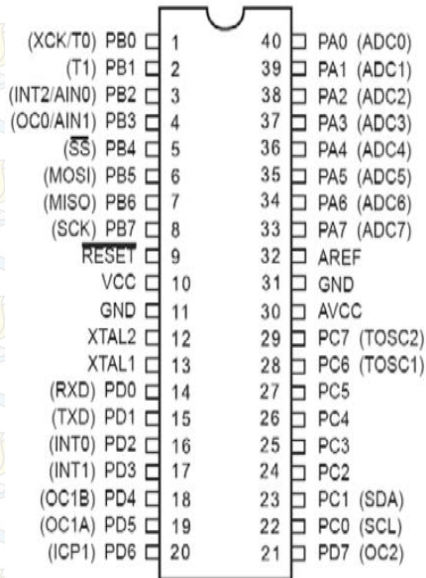 (XCK/T0) PB0 1 40 PA0 (ADC0)
(T1) PB1 2 39 PA1 (ADC1)
(INT2/AIN0) PB2 3 38 PA2 (ADC2)
(OC0/AIN1) PB3 4 37 PA3 (ADC3)
(SS) PB4 5 36 PA4 (ADC4)
(MOSI) PB5 6 35 PA5 (ADC5)
(MISO) PB6 7 34 PA6 (ADC6)
(SCK) PB7 8 33 PA7 (ADC7)
RESET 9 32 AREF
VCC 10 31 GND
GND 11 30 AVCC
XTAL2 12 29 PC7 (TOSC2)
XTAL1 13 28 PC6 (TOSC1)
(RXD) PD0 14 27 PC5
(TXD) PD1 15 26 PC4
(INT0) PD2 16 25 PC3
(INT1) PD3 17 24 PC2
(OC1B) PD4 18 23 PC1 (SDA)
(OC1A) PD5 19 22 PC0 (SCL)
(ICP1) PD6 20 21 PD7 (OC2)